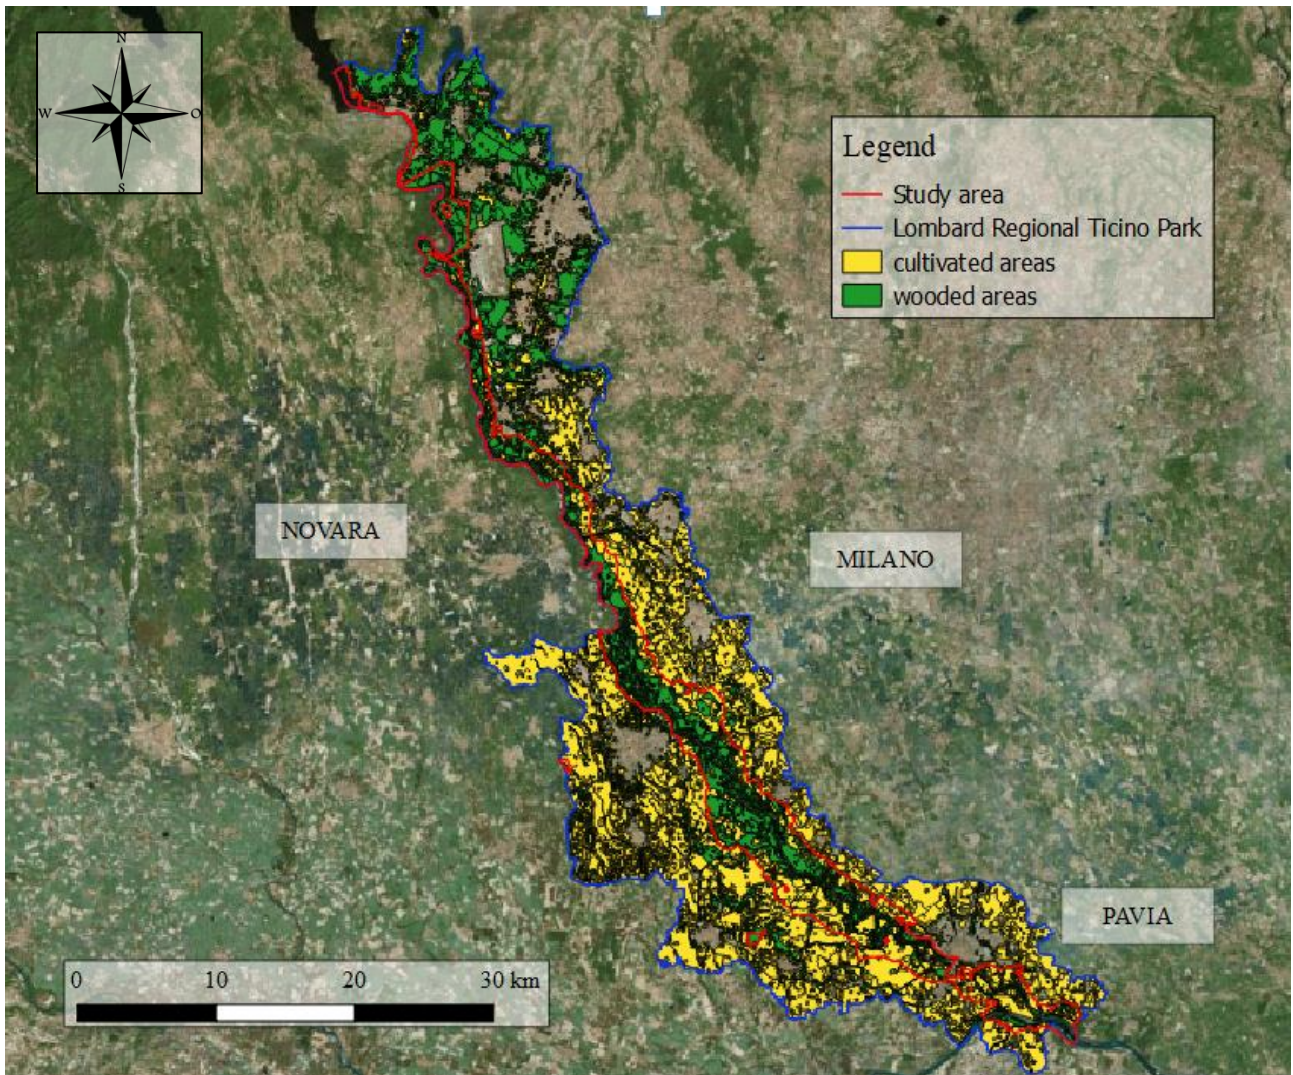 N
W
O
S
Legend
Study area
Lombard Regional Ticino Park
cultivated areas
wooded areas
NOVARA
MILANO
PAVIA
0 10 20 30 km